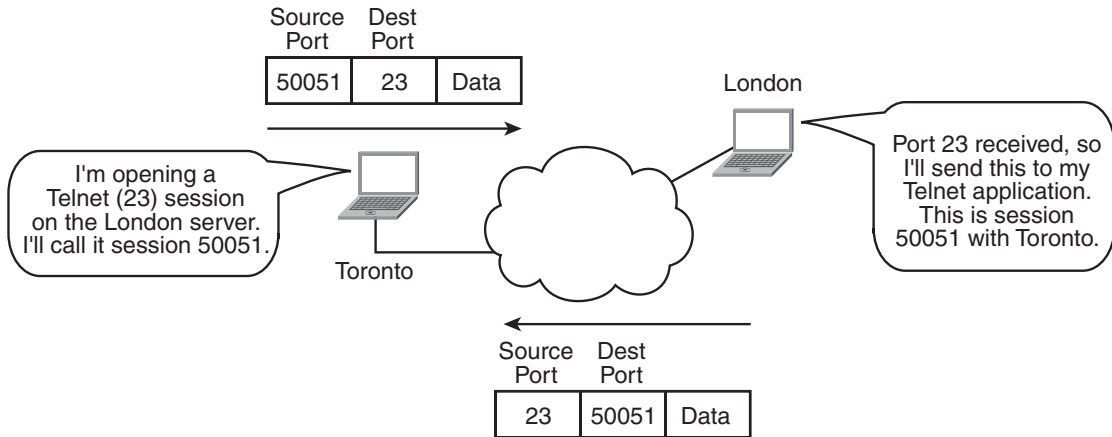 Source Dest
Port Port
50051 23 Data
London
I'm opening a
Telnet (23) session
on the London server.
I'll call it session 50051.
Port 23 received, so
I'll send this to my
Telnet application.
This is session
50051 with Toronto.
Toronto
Source Dest
Port Port
23 50051 Data